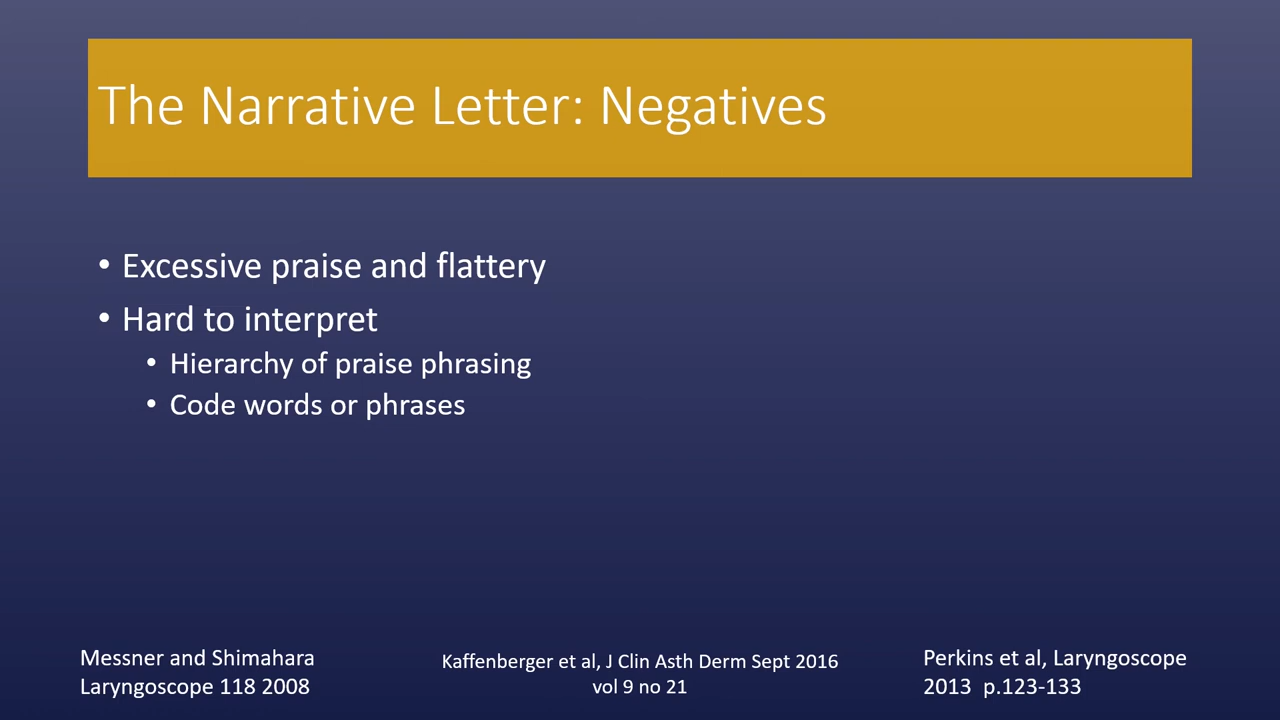 The Narrative Letter: Negatives
• Excessive praise and flattery
• Hard to interpret
• Hierarchy of praise phrasing
• Code words or phrases
Messner and Shimahara
Laryngoscope 118 2008
Kaffenberger et al, J Clin Asth Derm Sept 2016
vol 9 no 21
Perkins et al, Laryngoscope
2013 p.123-133